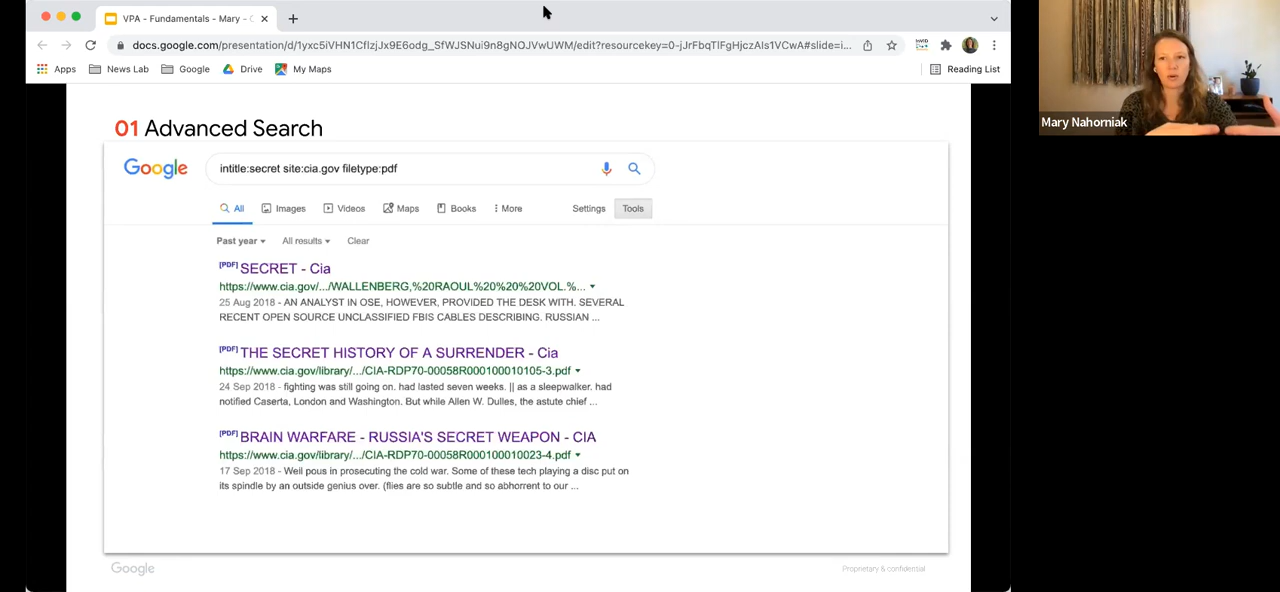 VPA - Fundamentals - Mary - G
docs.google.com/presentation/d/1yxc5iVHN1CfIzjJx9E6odg_SfWJSNui9n8gNOJVwUWM/edit?resourcekey=0-jJrFbqTlFgHjczAls1VCwA#slide=i...
Apps News Lab Google Drive My Maps Reading List
Mary Nahorniak
01 Advanced Search
Google intitle:secret site:cia.gov filetype:pdf
All Images Videos Maps Books More Settings Tools
Past year All results Clear
[PDF] SECRET - Cia
https://www.cia.gov/.../WALLENBERG,%20RAOUL%20%20%20VOL.%...
25 Aug 2018 - AN ANALYST IN OSE, HOWEVER, PROVIDED THE DESK WITH. SEVERAL
RECENT OPEN SOURCE UNCLASSIFIED FBIS CABLES DESCRIBING. RUSSIAN ...
[PDF] THE SECRET HISTORY OF A SURRENDER - Cia
https://www.cia.gov/library/.../CIA-RDP70-00058R000100010105-3.pdf
24 Sep 2018 - fighting was still going on. had lasted seven weeks. || as a sleepwalker. had
notified Caserta, London and Washington. But while Allen W. Dulles, the astute chief ...
[PDF] BRAIN WARFARE - RUSSIA'S SECRET WEAPON - CIA
https://www.cia.gov/library/.../CIA-RDP70-00058R000100010023-4.pdf
17 Sep 2018 - Weil pous in prosecuting the cold war. Some of these tech playing a disc put on
its spindle by an outside genius over. (flies are so subtle and so abhorrent to our ...
Google Proprietary & confidential